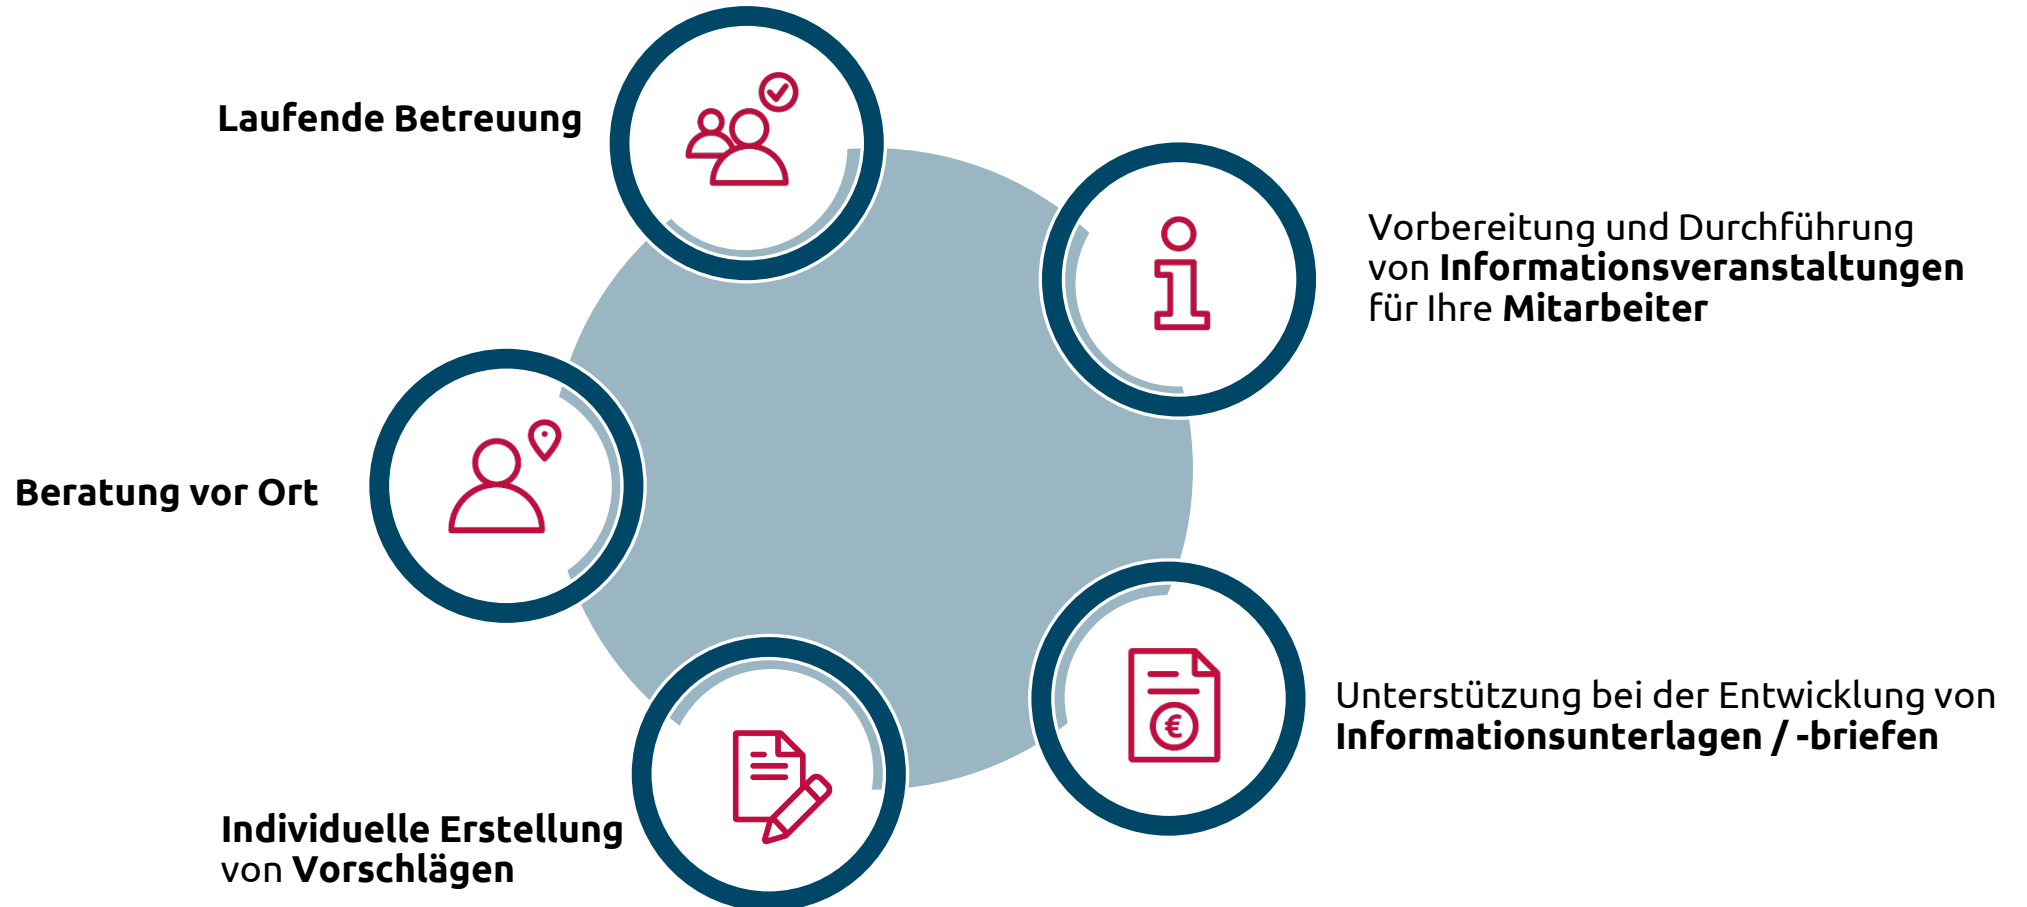 Laufende Betreuung
Vorbereitung und Durchführung
von Informationsveranstaltungen
für Ihre Mitarbeiter
Beratung vor Ort
Unterstützung bei der Entwicklung von
Informationsunterlagen / -briefen
€
Individuelle Erstellung
von Vorschlägen